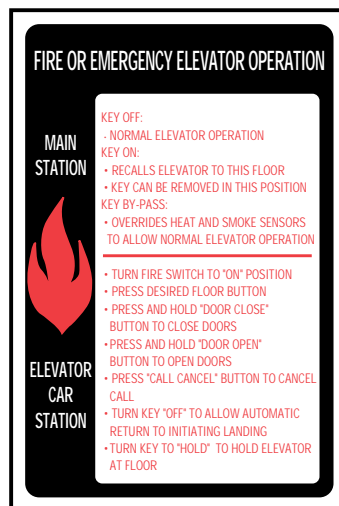 FIRE OR EMERGENCY ELEVATOR OPERATION
MAIN
STATION
KEY OFF:
- NORMAL ELEVATOR OPERATION
KEY ON:
• RECALLS ELEVATOR TO THIS FLOOR
• KEY CAN BE REMOVED IN THIS POSITION
KEY BY-PASS:
• OVERRIDES HEAT AND SMOKE SENSORS
TO ALLOW NORMAL ELEVATOR OPERATION
ELEVATOR
CAR
STATION
• TURN FIRE SWITCH TO "ON" POSITION
• PRESS DESIRED FLOOR BUTTON
• PRESS AND HOLD "DOOR CLOSE"
BUTTON TO CLOSE DOORS
•PRESS AND HOLD "DOOR OPEN"
BUTTON TO OPEN DOORS
• PRESS "CALL CANCEL" BUTTON TO CANCEL
CALL
• TURN KEY "OFF" TO ALLOW AUTOMATIC
RETURN TO INITIATING LANDING
•TURN KEY TO "HOLD" TO HOLD ELEVATOR
AT FLOOR